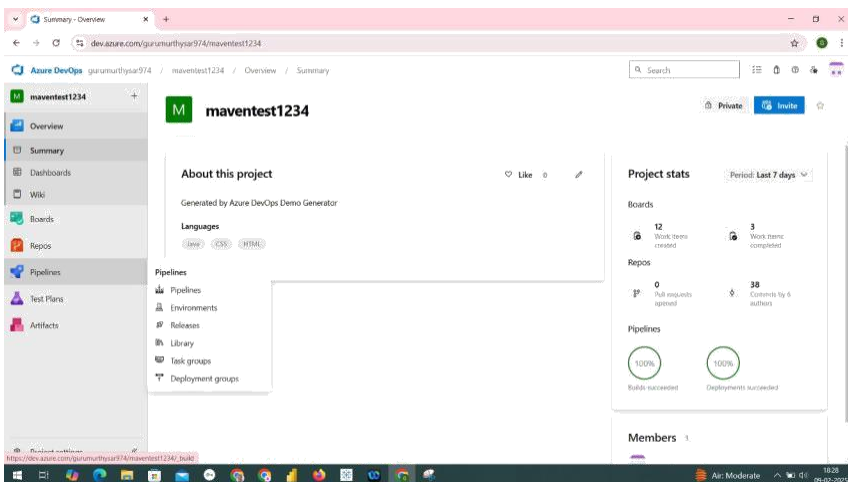 Summary - Overview
dev.azure.com/gurumurthysar974/maventest1234
Azure DevOps gurumurthysar974 / maventest1234 / Overview / Summary
Search
M maventest1234 +
Overview
Summary
Dashboards
Wiki
Boards
Repos
Pipelines
Test Plans
Artifacts
Project settings
M maventest1234
Private
Invite
About this project
Like 0
Generated by Azure DevOps Demo Generator
Languages
Java CSS HTML
Pipelines
Pipelines
Environments
Releases
Library
Task groups
Deployment groups
Project stats
Period: Last 7 days
Boards
12
Work items
created
3
Work items
completed
Repos
0
Pull requests
opened
38
Commits by 6
authors
Pipelines
100%
Builds succeeded
100%
Deployments succeeded
Members 1
https://dev.azure.com/gurumurthysar974/maventest1234/_build
Air: Moderate
18:28
09-02-2025